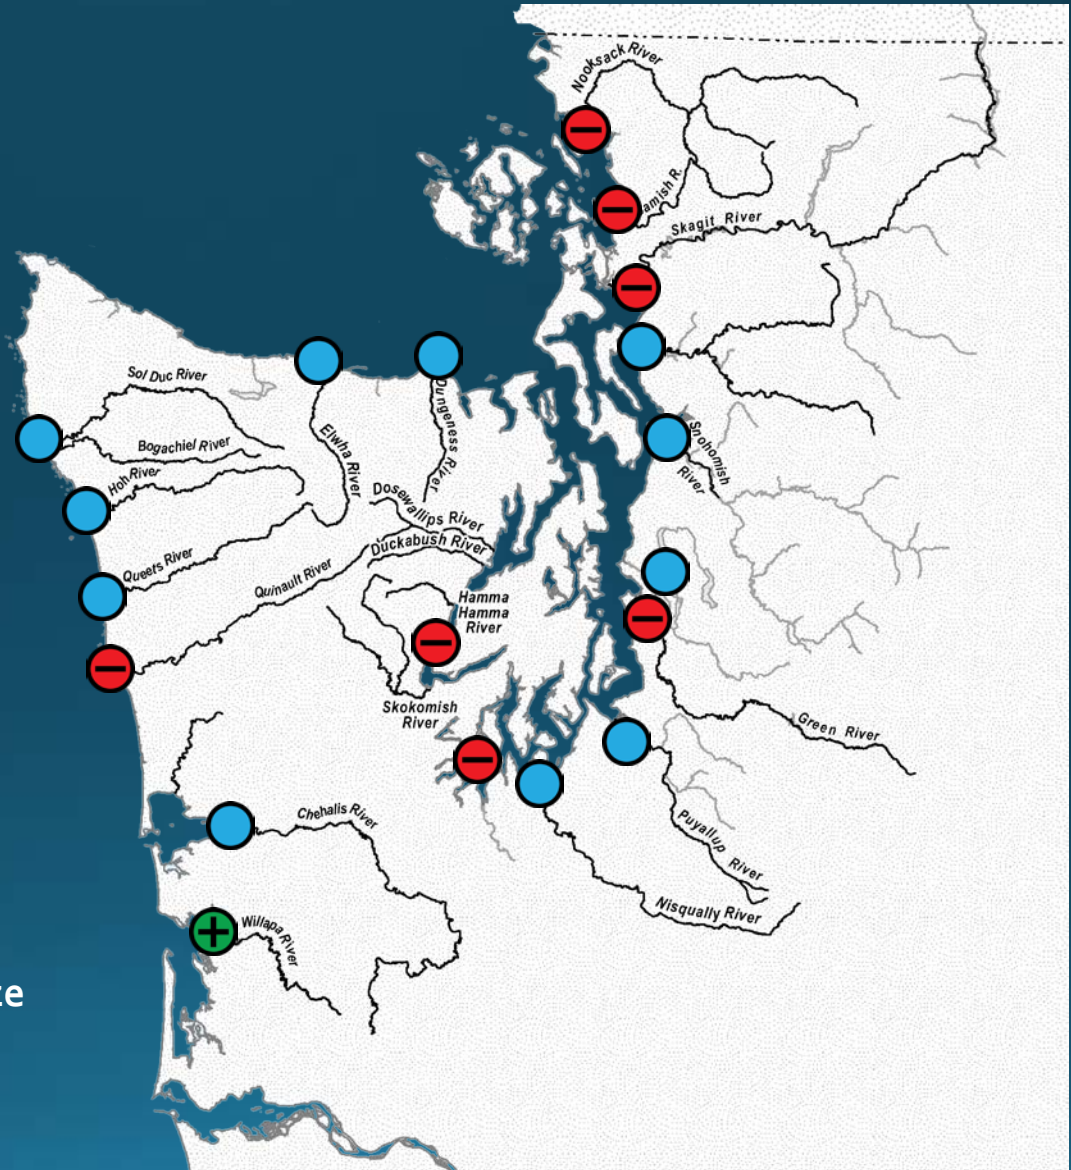 Nooksack River
amish R.
Skagit River
Sol Duc River
Bogachiel River
Hoh River
Elwha River
Dungeness River
Snohomish
River
Dosewallips River
Duckabush River
Queets River
Quinault River
Hamma
Hamma
River
Skokomish
River
Green River
Chehalis River
Puyallup River
Nisqually River
Willapa River